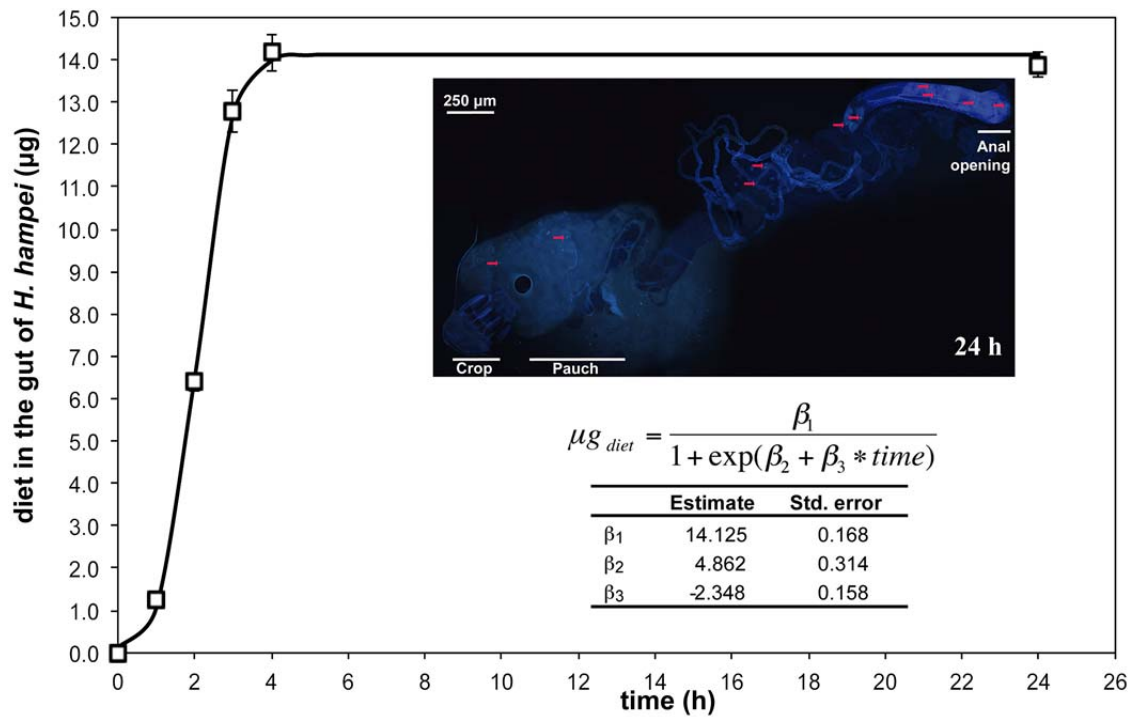 15.0
14.0
13.0
12.0
11.0
10.0
9.0
8.0
7.0
6.0
5.0
4.0
3.0
2.0
1.0
0.0
diet in the gut of H. hampei (µg)
250 µm
Anal
opening
Crop
Pauch
24 h
µg diet = β1 / 1 + exp(β2 + β3 * time)
Estimate Std. error
β1 14.125 0.168
β2 4.862 0.314
β3 -2.348 0.158
0 2 4 6 8 10 12 14 16 18 20 22 24 26
time (h)